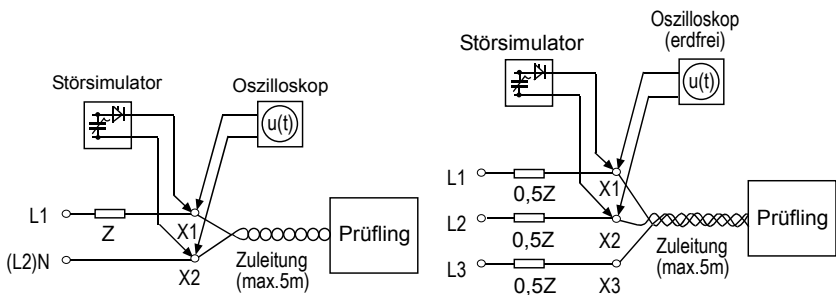 Störsimulator
Oszilloskop
u(t)
L1
Z
X1
(L2)N
X2
Zuleitung
(max.5m)
Prüfling
Oszilloskop
(erdfrei)
Störsimulator
u(t)
L1
0,5Z
X1
L2
0,5Z
X2
L3
0,5Z
X3
Zuleitung
(max.5m)
Prüfling